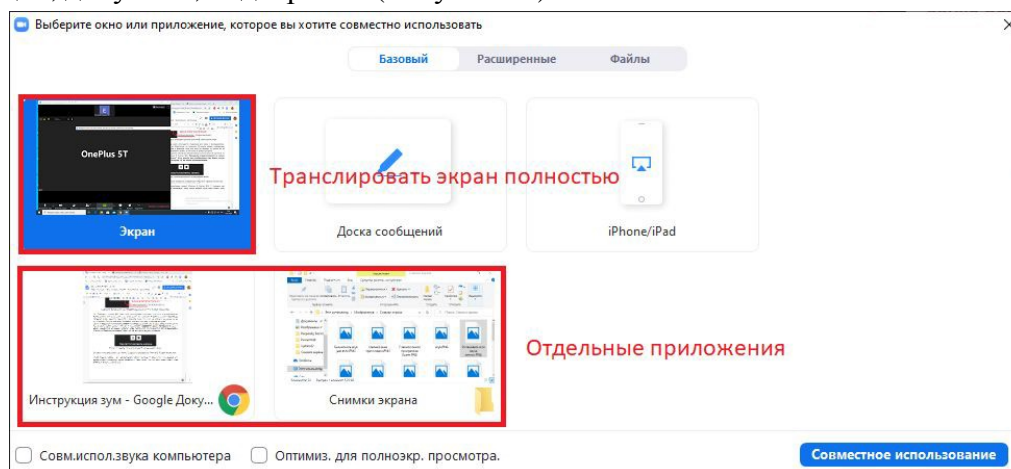 Выберите окно или приложение, которое вы хотите совместно использовать
Базовый Расширенные Файлы
OnePlus 5T
Транслировать экран полностью
Экран Доска сообщений iPhone/iPad
Отдельные приложения
Инструкция зум - Google Доку... Снимки экрана
Совм.испол.звука компьютера Оптимиз. для полноэкр. просмотра. Совместное использование